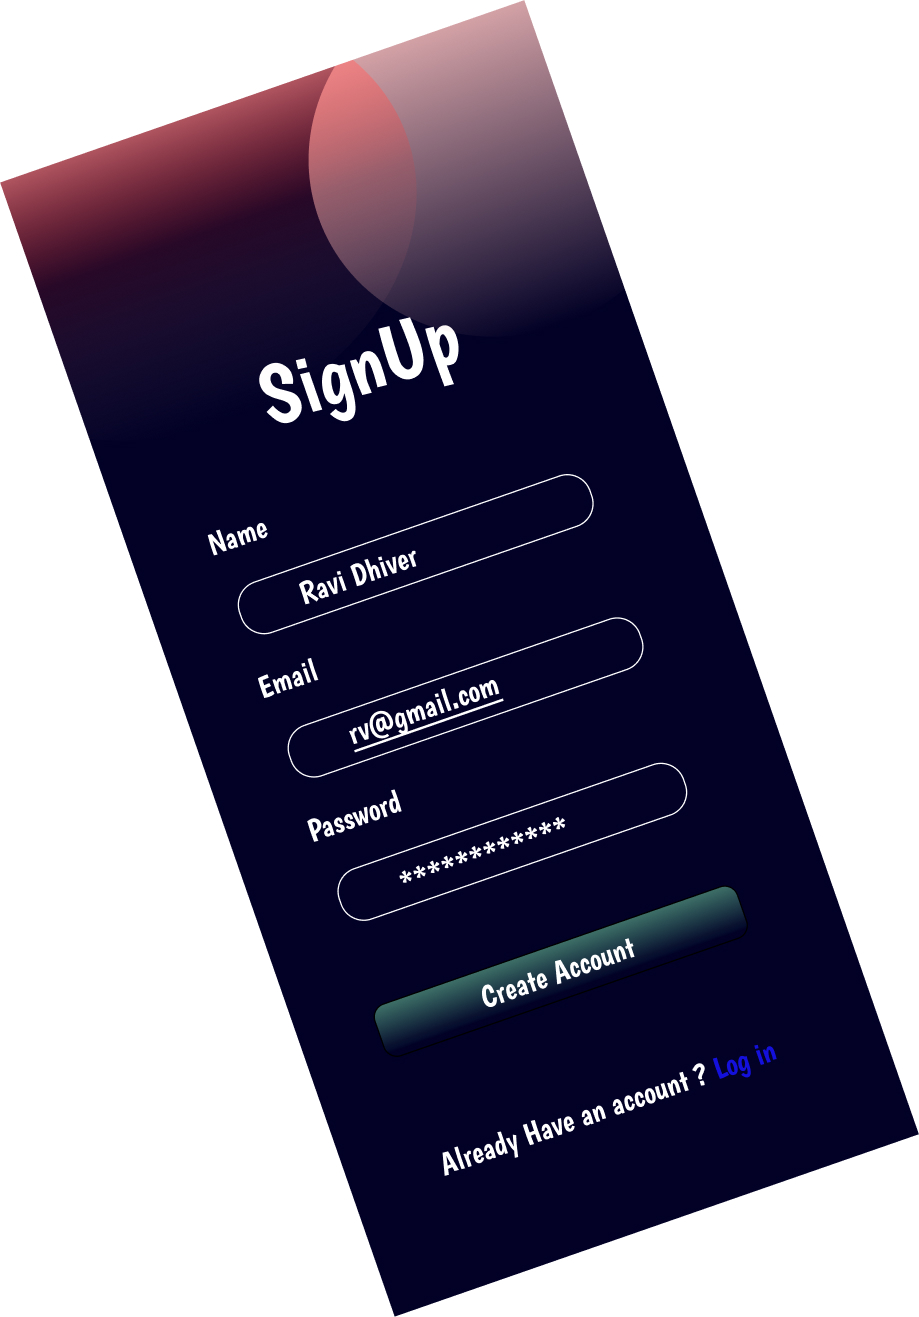 SignUp
Name
Ravi Dhiver
Email
rv@gmail.com
Password
************
Create Account
Already Have an account ? Log in